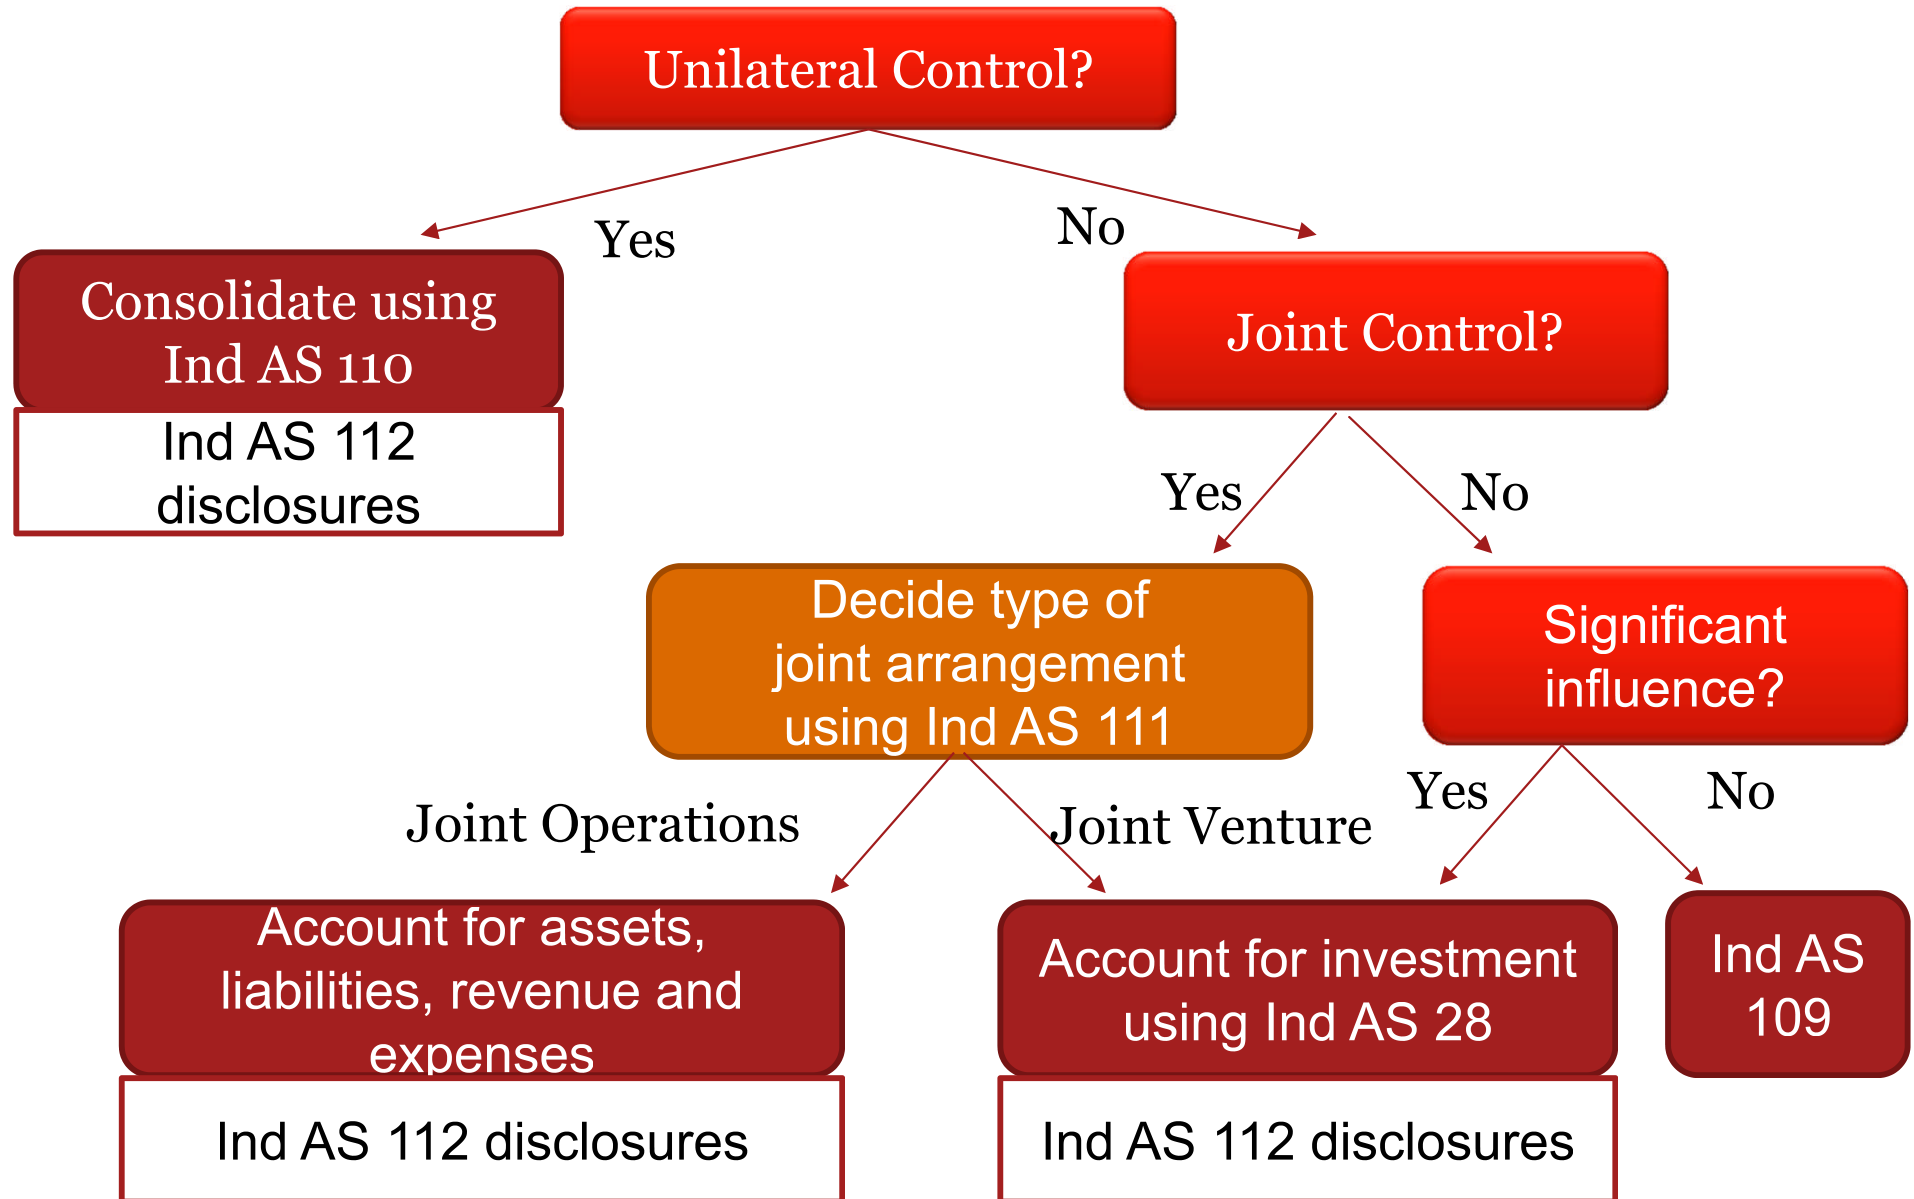 Unilateral Control?
Yes
No
Consolidate using
Ind AS 110
Ind AS 112
disclosures
Joint Control?
Yes
No
Decide type of
joint arrangement
using Ind AS 111
Significant
influence?
Joint Operations
Joint Venture
Yes
No
Account for assets,
liabilities, revenue and
expenses
Ind AS 112 disclosures
Account for investment
using Ind AS 28
Ind AS 112 disclosures
Ind AS
109